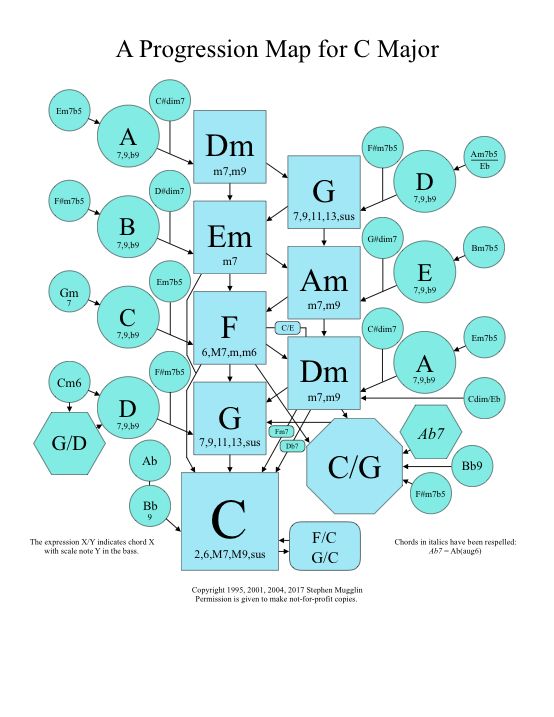 A Progression Map for C Major
C#dim7
Em7b5
A
7,9,b9
Dm
m7,m9
F#m7b5
Am7b5
Eb
D
7,9,b9
G
7,9,11,13,sus
D#dim7
F#m7b5
B
7,9,b9
Em
m7
G#dim7
Bm7b5
E
7,9,b9
Am
m7,m9
Em7b5
Gm
7
C
7,9,b9
F
6,M7,m,m6
C/E
C#dim7
Em7b5
A
7,9,b9
Dm
m7,m9
F#m7b5
Cm6
D
7,9,b9
G/D
G
7,9,11,13,sus
Cdim/Eb
Fm7
Db7
Ab7
Ab
C/G
Bb9
F#m7b5
Bb
9
C
2,6,M7,M9,sus
F/C
G/C
The expression X/Y indicates chord X
with scale note Y in the bass.
Chords in italics have been respelled:
Ab7 = Ab(aug6)
Copyright 1995, 2001, 2004, 2017 Stephen Mugglin
Permission is given to make not-for-profit copies.